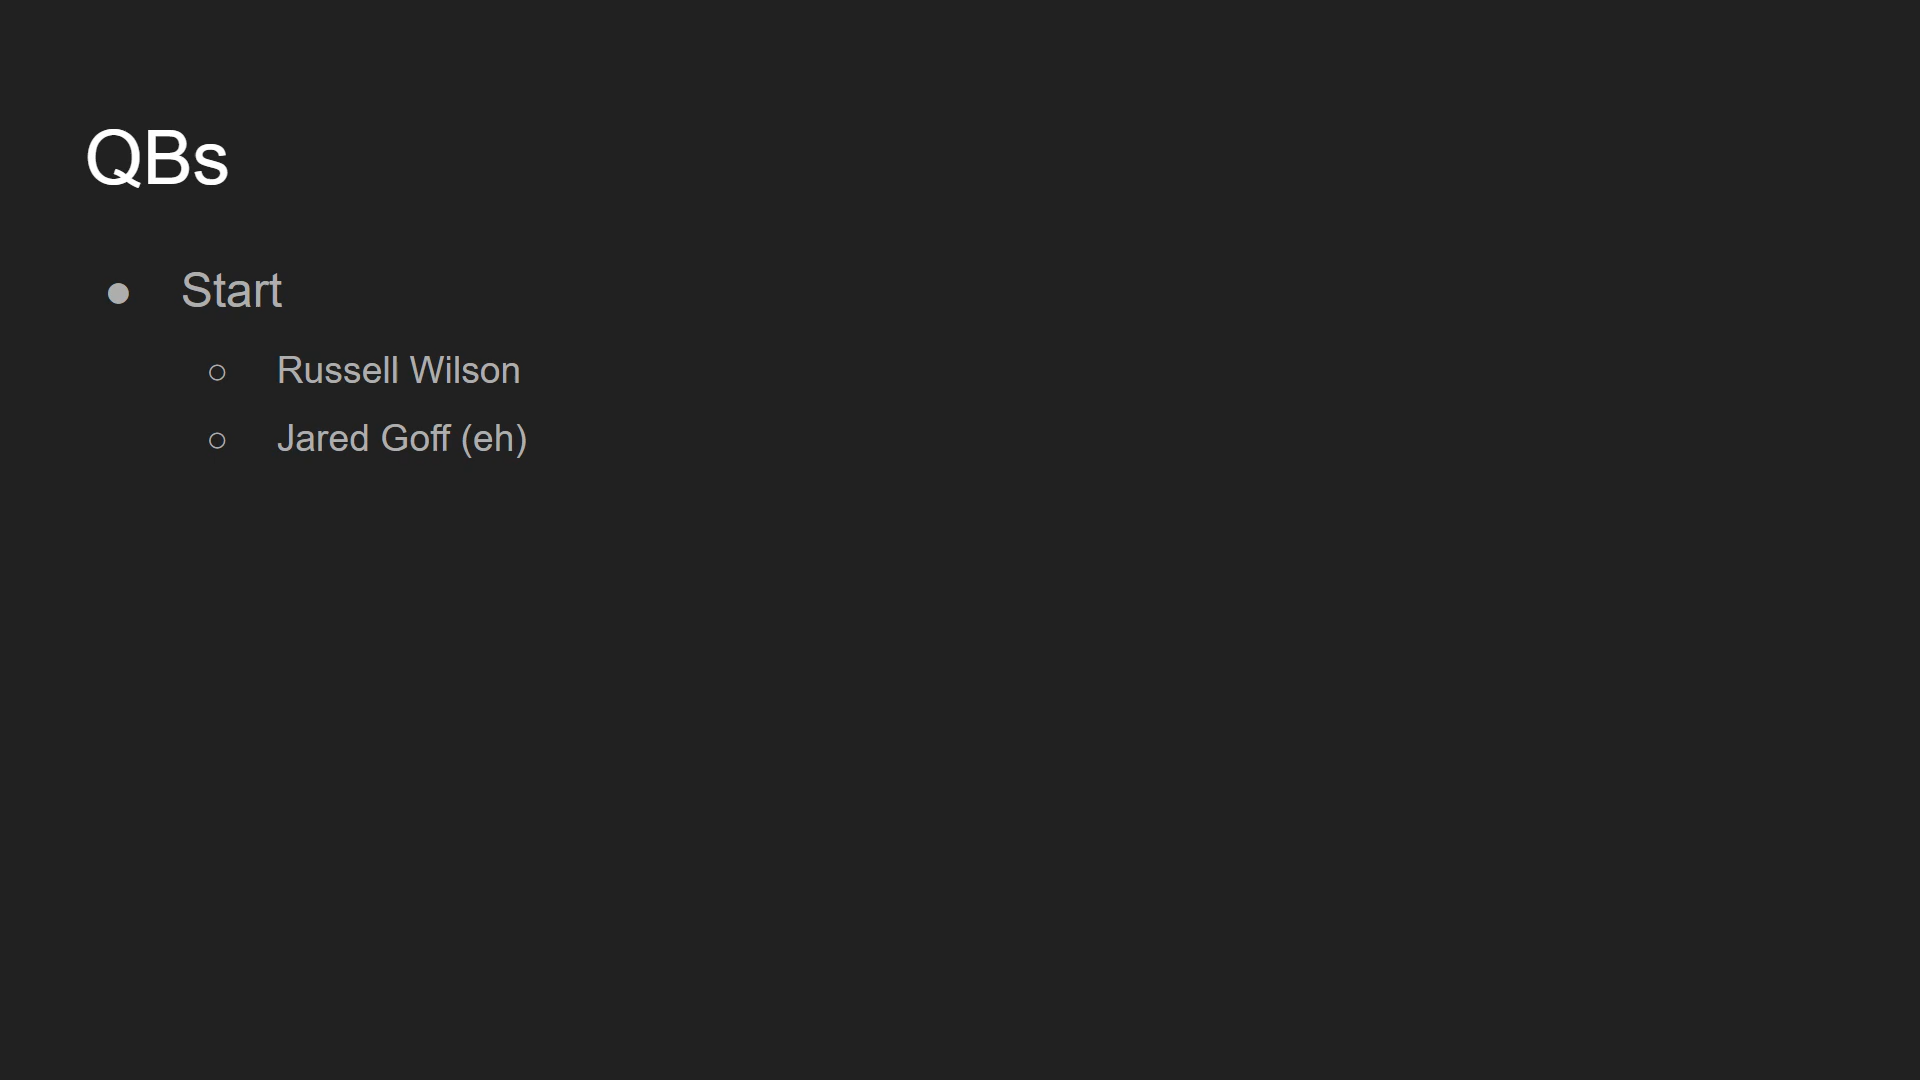 QBs
● Start
○ Russell Wilson
○ Jared Goff (eh)